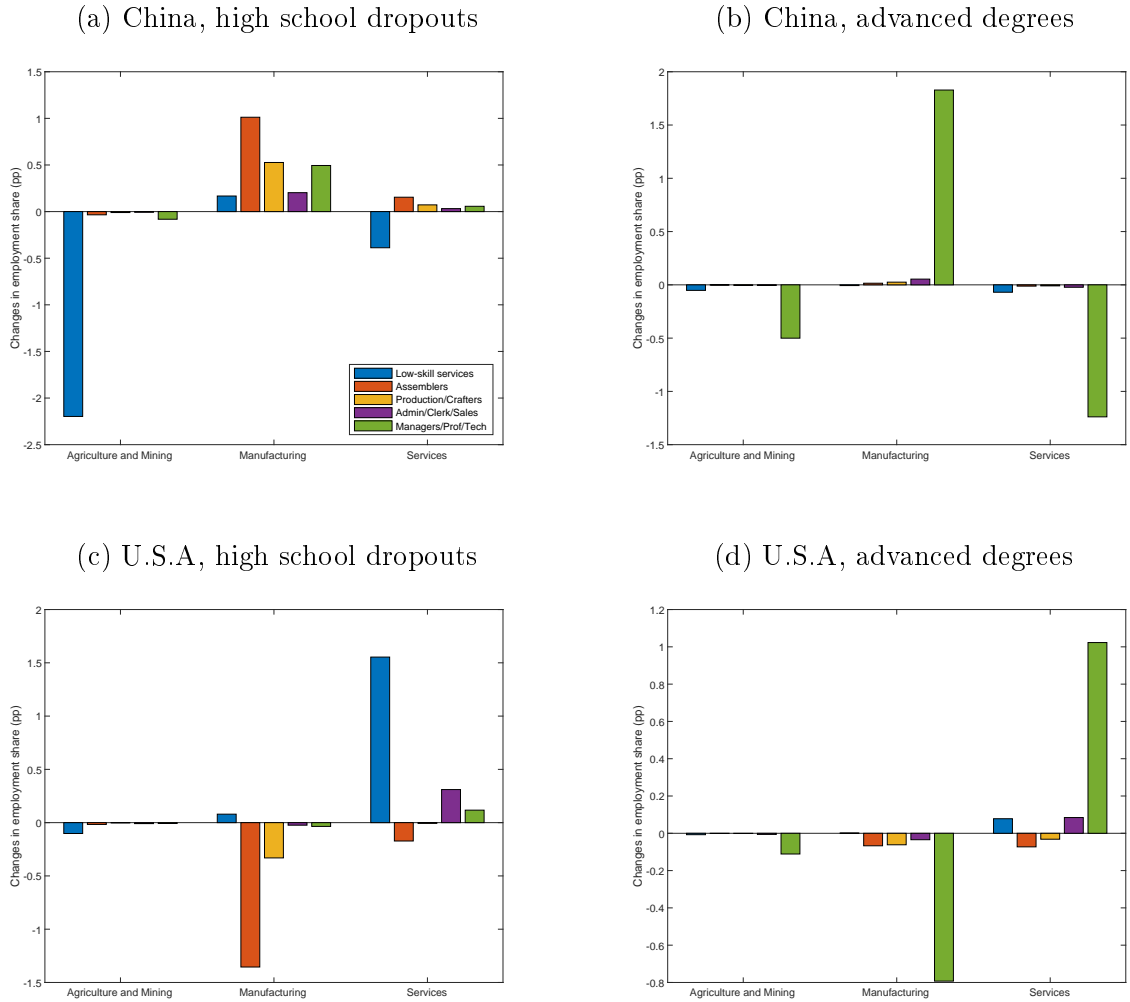 (a) China, high school dropouts
Changes in employment share (pp)
1.5
1
0.5
0
-0.5
-1
-1.5
-2
-2.5
Agriculture and Mining
Manufacturing
Services
Low-skill services
Assemblers
Production/Crafters
Admin/Clerk/Sales
Managers/Prof/Tech
(b) China, advanced degrees
Changes in employment share (pp)
2
1.5
1
0.5
0
-0.5
-1
-1.5
Agriculture and Mining
Manufacturing
Services
(c) U.S.A, high school dropouts
Changes in employment share (pp)
2
1.5
1
0.5
0
-0.5
-1
-1.5
Agriculture and Mining
Manufacturing
Services
(d) U.S.A, advanced degrees
Changes in employment share (pp)
1.2
1
0.8
0.6
0.4
0.2
0
-0.2
-0.4
-0.6
-0.8
Agriculture and Mining
Manufacturing
Services